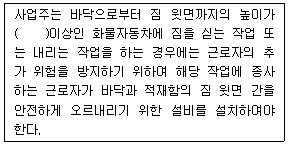 사업주는 바닥으로부터 짐 윗면까지의 높이가
(    )이상인 화물자동차에 짐을 싣는 작업 또
는 내리는 작업을 하는 경우에는 근로자의 추
가 위험을 방지하기 위하여 해당 작업에 종사
하는 근로자가 바닥과 적재함의 짐 윗면 간을
안전하게 오르내리기 위한 설비를 설치하여야
한다.